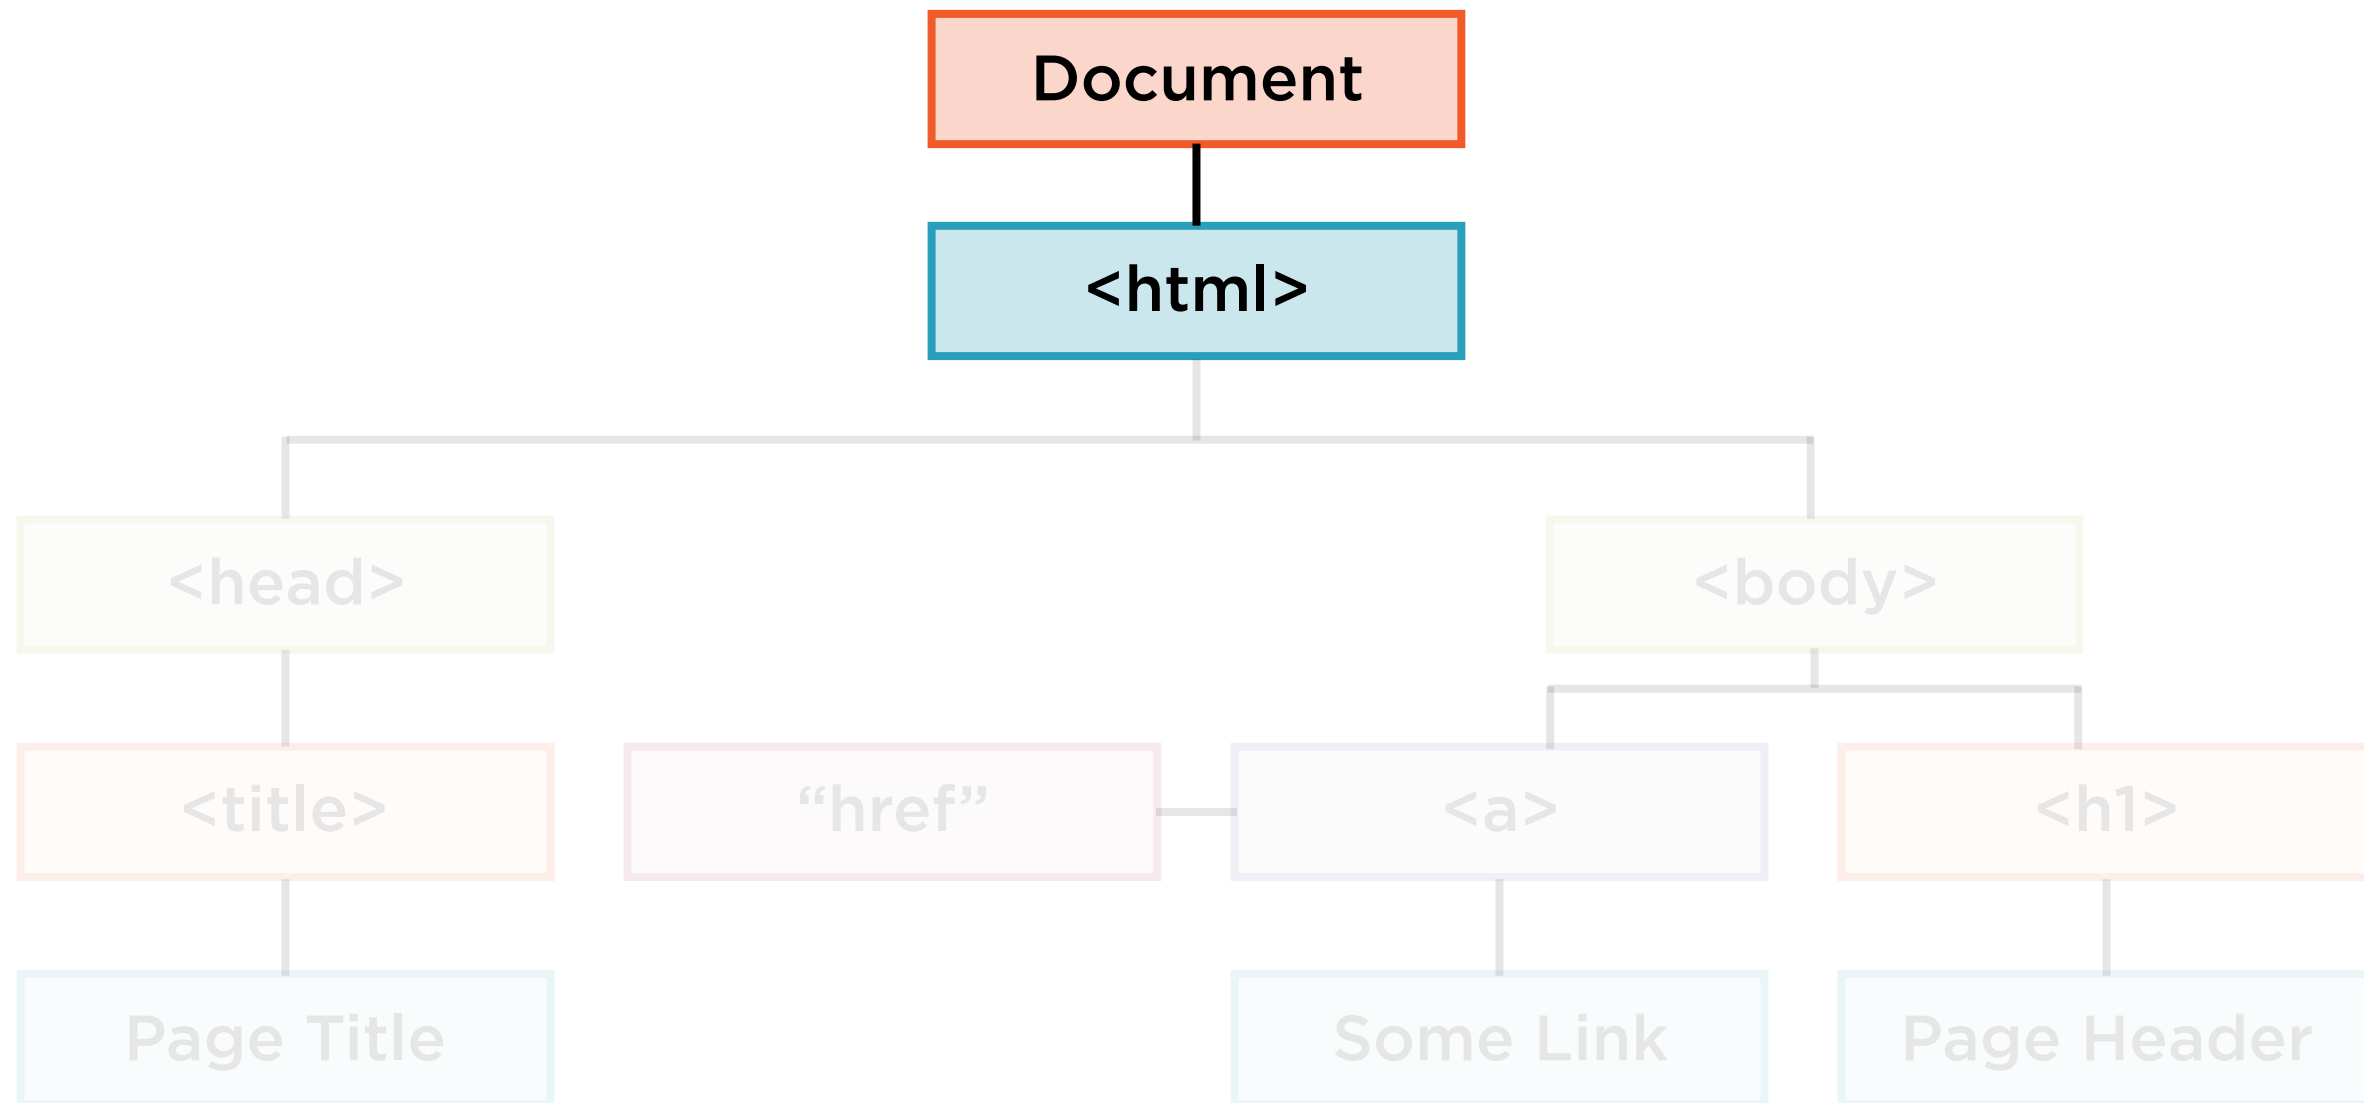 Document
<html>
<head>
<body>
<title>
“href”
<a>
<h1>
Page Title
Some Link
Page Header